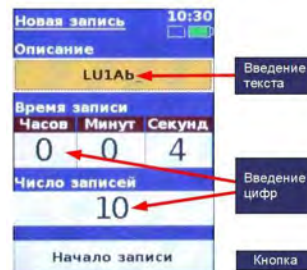 Новая запись 10:30
Описание
LU1Ab_
Введение
текста
Время записи
Часов Минут Секунд
0 0 4
Введение
цифр
Число записей
10
Начало записи
Кнопка